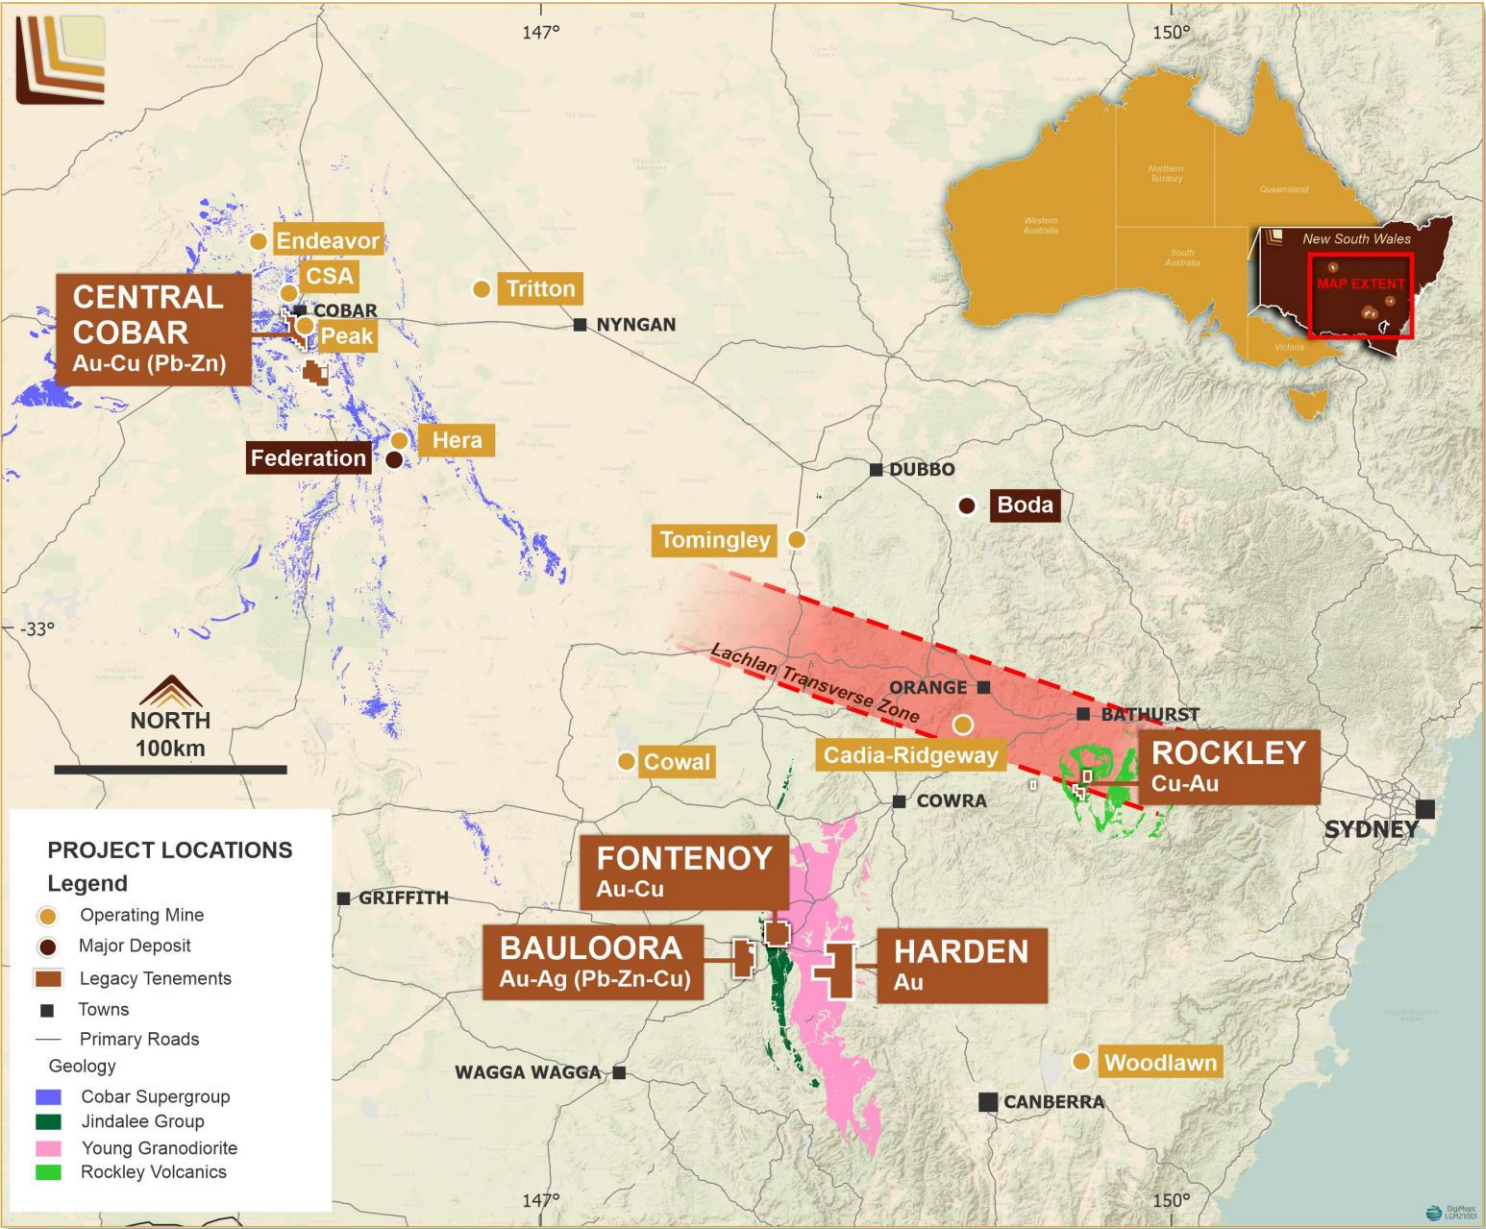 147°
150°
Northern
Territory
Queensland
Western
Australia
South
Australia
New South Wales
MAP EXTENT
Victoria
Endeavor
CSA
CENTRAL
COBAR
Au-Cu (Pb-Zn)
COBAR
Peak
Tritton
NYNGAN
Hera
Federation
DUBBO
Boda
Tomingley
-33°
Lachlan Transverse Zone
ORANGE
BATHURST
NORTH
100km
Cowal
Cadia-Ridgeway
ROCKLEY
Cu-Au
COWRA
SYDNEY
FONTENOY
Au-Cu
GRIFFITH
BAULOORA
Au-Ag (Pb-Zn-Cu)
HARDEN
Au
WAGGA WAGGA
Woodlawn
CANBERRA
PROJECT LOCATIONS
Legend
Operating Mine
Major Deposit
Legacy Tenements
Towns
Primary Roads
Geology
Cobar Supergroup
Jindalee Group
Young Granodiorite
Rockley Volcanics
147°
150°
DigiMaps
LGM21001